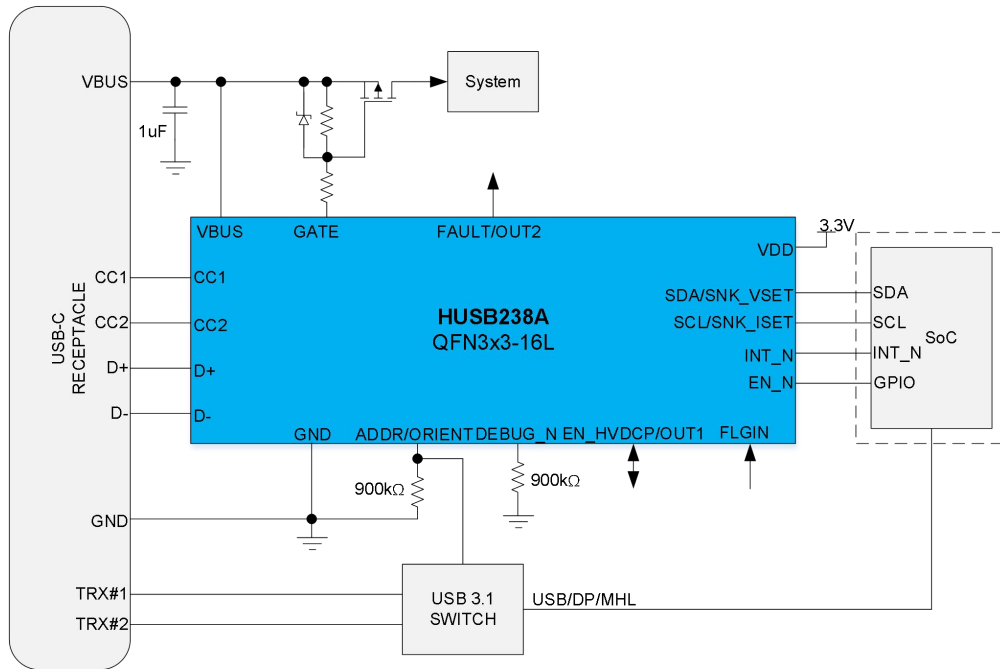 VBUS
1uF
System
VBUS
GATE
FAULT/OUT2
3.3V
VDD
CC1
CC1
CC2
CC2
D+
D+
D-
D-
USB-C
RECEPTACLE
HUSB238A
QFN3x3-16L
SDA/SNK_VSET
SDA
SCL/SNK_ISET
SCL
SoC
INT_N
INT_N
EN_N
GPIO
GND
ADDR/ORIENT
DEBUG_N
EN_HVDCP/OUT1
FLGIN
900kΩ
900kΩ
GND
TRX#1
TRX#2
USB 3.1
SWITCH
USB/DP/MHL